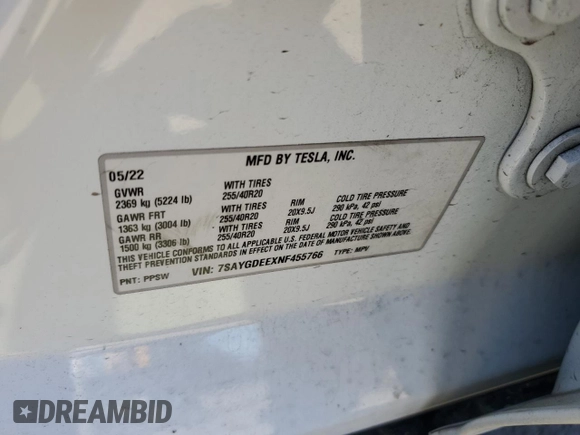 MFD BY TESLA, INC.
05/22
GVWR WITH TIRES
2369 kg (5224 lb) 255/40R20
GAWR FRT WITH TIRES RIM COLD TIRE PRESSURE
1363 kg (3004 lb) 255/40R20 20X9.5J 290 kPa, 42 psi
GAWR RR WITH TIRES RIM COLD TIRE PRESSURE
1500 kg (3306 lb) 255/40R20 20X9.5J 290 kPa, 42 psi
THIS VEHICLE CONFORMS TO ALL APPLICABLE U.S. FEDERAL MOTOR VEHICLE SAFETY AND
THEFT PREVENTION STANDARDS IN EFFECT ON THE DATE OF MANUFACTURE SHOWN ABOVE.
PNT: PPSW VIN: 7SAYGDEEXNF455766 TYPE: MPV
DREAMBID